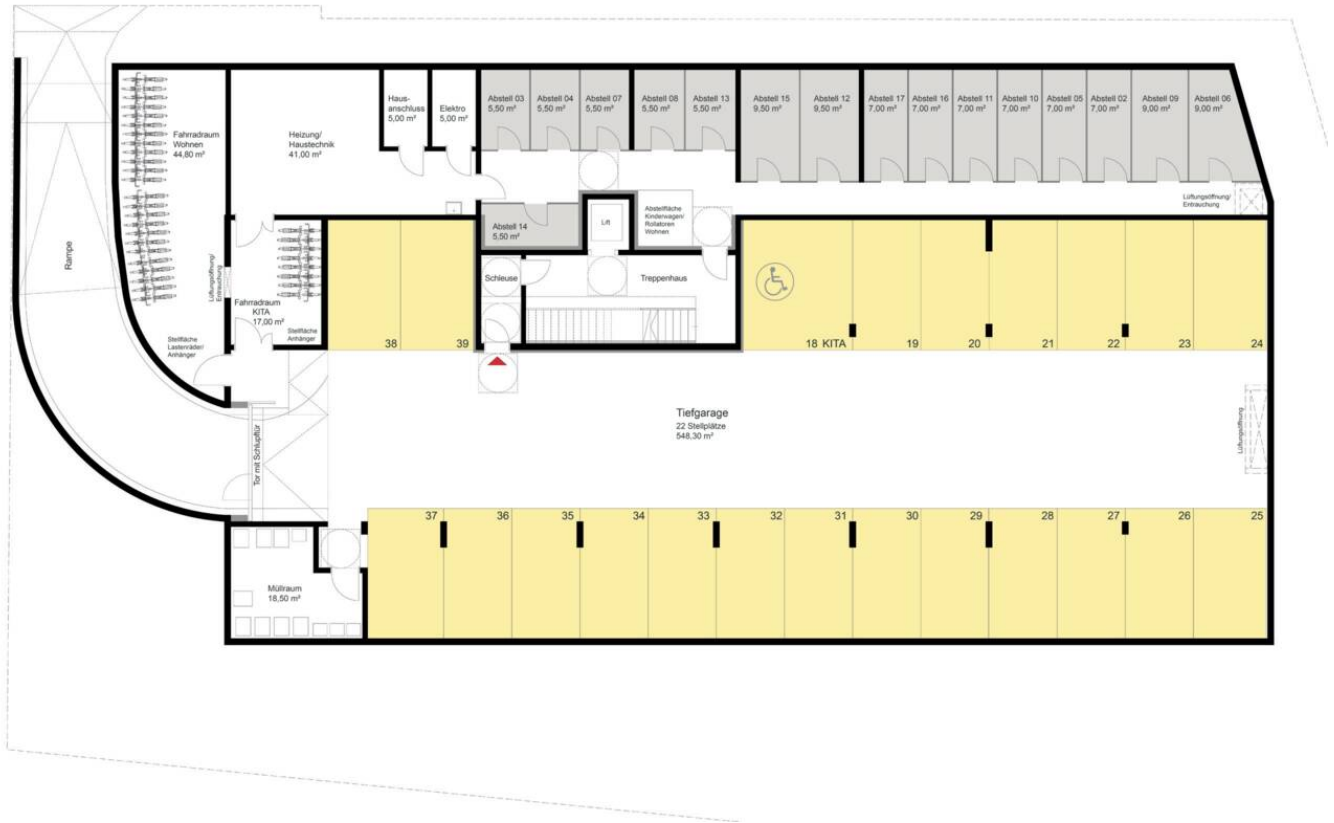 Rampe
Fahrradraum
Wohnen
44,80 m²
Heizung/
Haustechnik
41,00 m²
Haus-
anschluss
5,00 m²
Elektro
5,00 m²
Abstell 03
5,50 m²
Abstell 04
5,50 m²
Abstell 07
5,50 m²
Abstell 08
5,50 m²
Abstell 13
5,50 m²
Abstell 15
9,50 m²
Abstell 12
9,50 m²
Abstell 17
7,00 m²
Abstell 16
7,00 m²
Abstell 11
7,00 m²
Abstell 10
7,00 m²
Abstell 05
7,00 m²
Abstell 02
7,00 m²
Abstell 09
9,00 m²
Abstell 06
9,00 m²
Lüftungsöffnung/
Entrauchung
Abstell 14
5,50 m²
Lift
Abstellfläche
Kinderwagen/
Rollatoren
Wohnen
Lüftungsöffnung/
Entrauchung
Fahrradraum
KITA
17,00 m²
Stellfläche
Anhänger
Stellfläche
Lastenräder/
Anhänger
Schleuse
Treppenhaus
38
39
18 KITA
19
20
21
22
23
24
Tor mit Schlupftür
Tiefgarage
22 Stellplätze
548,30 m²
Lüftungsöffnung
37
36
35
34
33
32
31
30
29
28
27
26
25
Müllraum
18,50 m²